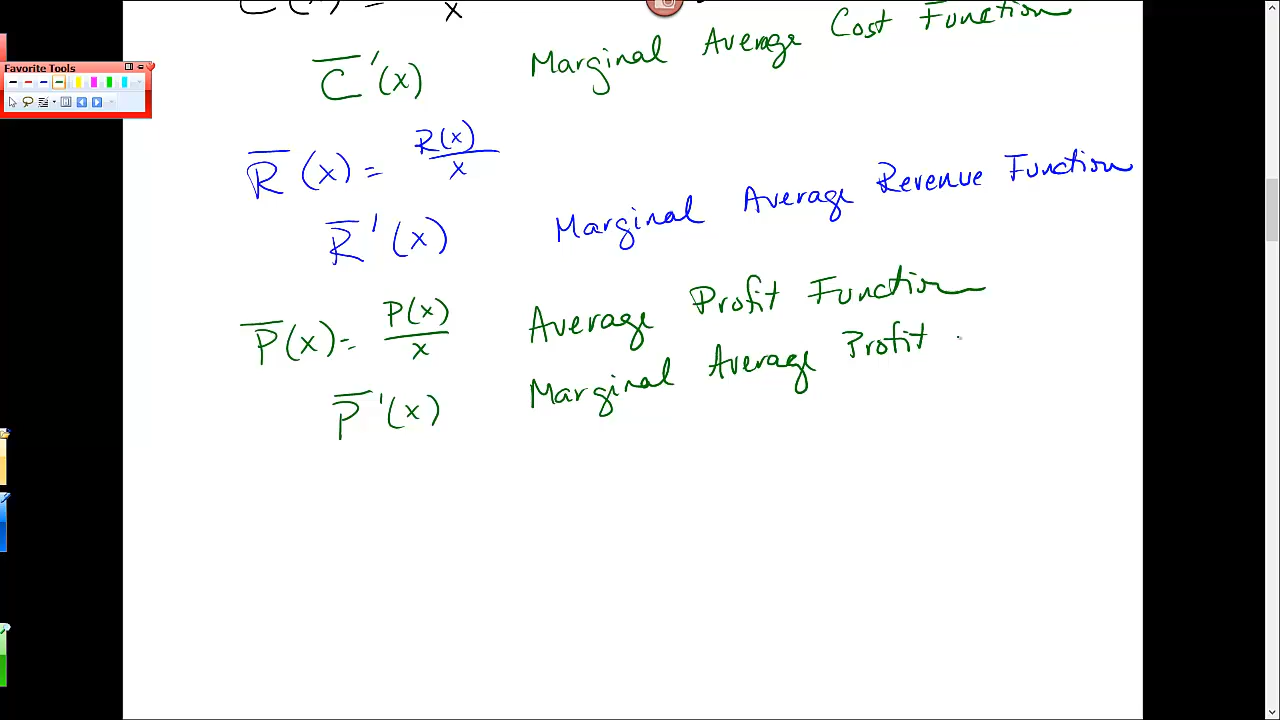 x
C̅'(x) Marginal Average Cost Function
R̅(x) = R(x)/x
R̅'(x) Marginal Average Revenue Function
P̅(x) = P(x)/x Average Profit Function
P̅'(x) Marginal Average Profit
Favorite Tools